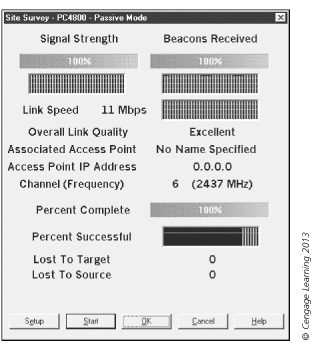 Site Survey - PC4800 - Passive Mode
Signal Strength
Beacons Received
100%
100%
Link Speed 11 Mbps
Overall Link Quality Excellent
Associated Access Point No Name Specified
Access Point IP Address 0.0.0.0
Channel (Frequency) 6 (2437 MHz)
Percent Complete 100%
Percent Successful
Lost To Target 0
Lost To Source 0
Setup Start OK Cancel Help
© Cengage Learning 2013